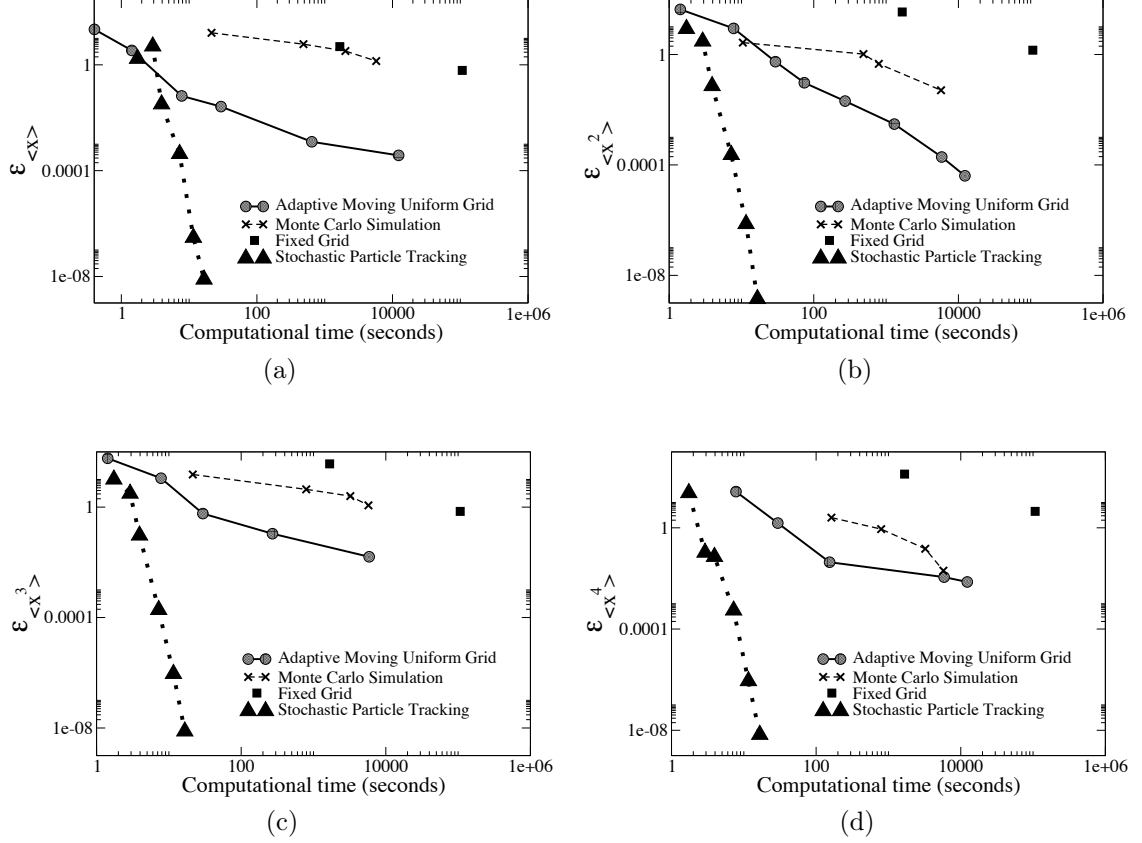 1
0.0001
1e-08
ε<x>
Adaptive Moving Uniform Grid
Monte Carlo Simulation
Fixed Grid
Stochastic Particle Tracking
1 100 10000 1e+06
Computational time (seconds)
(a)
1
0.0001
1e-08
ε<x²>
Adaptive Moving Uniform Grid
Monte Carlo Simulation
Fixed Grid
Stochastic Particle Tracking
1 100 10000 1e+06
Computational time (seconds)
(b)
1
0.0001
1e-08
ε<x³>
Adaptive Moving Uniform Grid
Monte Carlo Simulation
Fixed Grid
Stochastic Particle Tracking
1 100 10000 1e+06
Computational time (seconds)
(c)
1
0.0001
1e-08
ε<x⁴>
Adaptive Moving Uniform Grid
Monte Carlo Simulation
Fixed Grid
Stochastic Particle Tracking
1 100 10000 1e+06
Computational time (seconds)
(d)